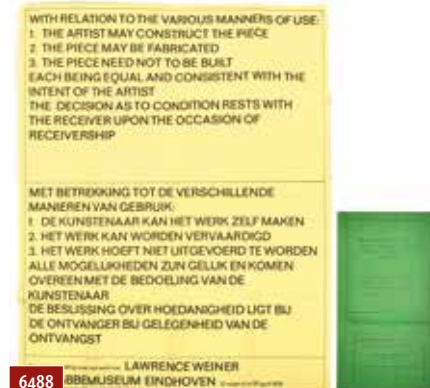 WITH RELATION TO THE VARIOUS MANNERS OF USE:
1. THE ARTIST MAY CONSTRUCT THE PIECE
2. THE PIECE MAY BE FABRICATED
3. THE PIECE NEED NOT TO BE BUILT
EACH BEING EQUAL AND CONSISTENT WITH THE
INTENT OF THE ARTIST
THE DECISION AS TO CONDITION RESTS WITH
THE RECEIVER UPON THE OCCASION OF
RECEIVERSHIP
MET BETREKKING TOT DE VERSCHILLENDE
MANIEREN VAN GEBRUIK:
1. DE KUNSTENAAR KAN HET WERK ZELF MAKEN
2. HET WERK KAN WORDEN VERVAARDIGD
3. HET WERK HOEFT NIET UITGEVOERD TE WORDEN
ALLE MOGELIJKHEDEN ZIJN GELIJK EN KOMEN
OVEREEN MET DE BEDOELING VAN DE
KUNSTENAAR
DE BESLISSING OVER HOEDANIGHEID LIGT BIJ
DE ONTVANGER BIJ GELEGENHEID VAN DE
ONTVANGST
LAWRENCE WEINER
BBEMUSEUM EINDHOVEN
6488